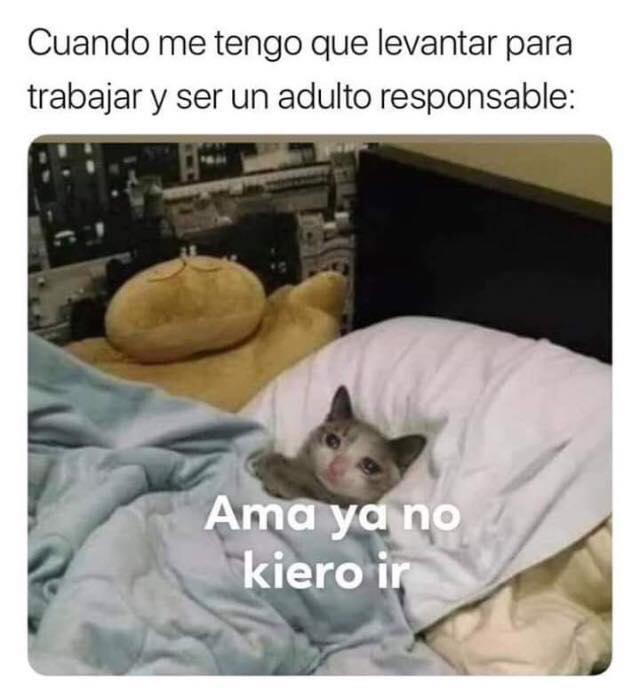 Cuando me tengo que levantar para
trabajar y ser un adulto responsable:
Ama ya no
kiero ir